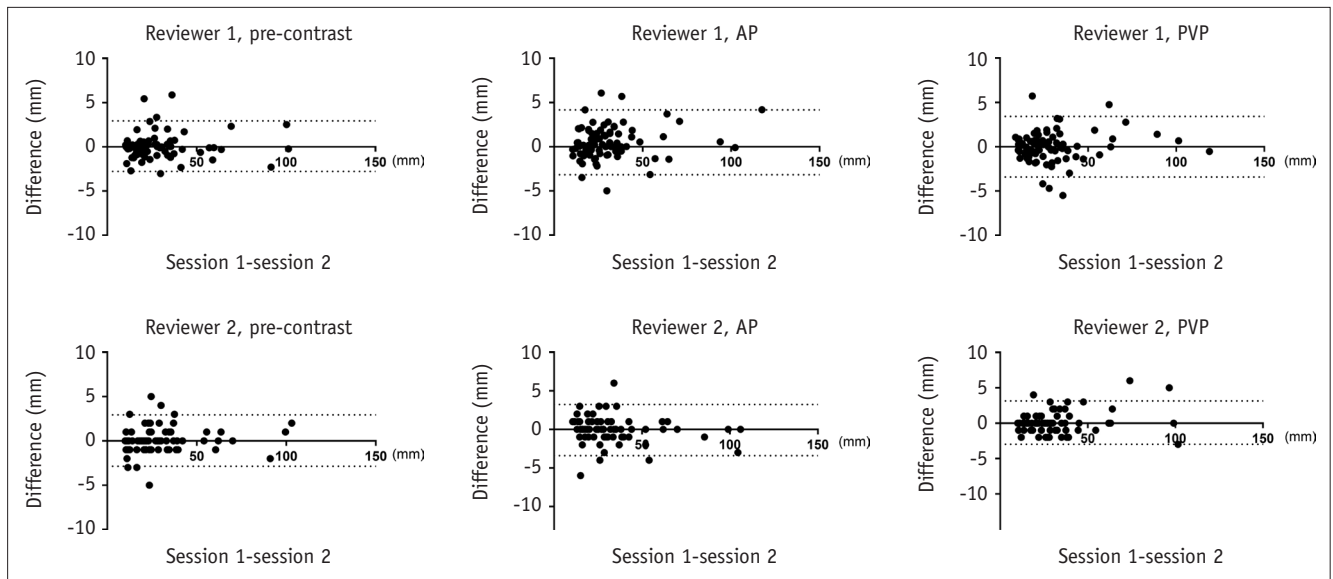 Reviewer 1, pre-contrast
Difference (mm)
10
5
0
-5
-10
50
100
150
(mm)
Session 1-session 2
Reviewer 1, AP
Difference (mm)
10
5
0
-5
-10
50
100
150
(mm)
Session 1-session 2
Reviewer 1, PVP
Difference (mm)
10
5
0
-5
-10
50
100
150
(mm)
Session 1-session 2
Reviewer 2, pre-contrast
Difference (mm)
10
5
0
-5
-10
50
100
150
(mm)
Session 1-session 2
Reviewer 2, AP
Difference (mm)
10
5
0
-5
-10
50
100
150
(mm)
Session 1-session 2
Reviewer 2, PVP
Difference (mm)
10
5
0
-5
-10
50
100
150
(mm)
Session 1-session 2